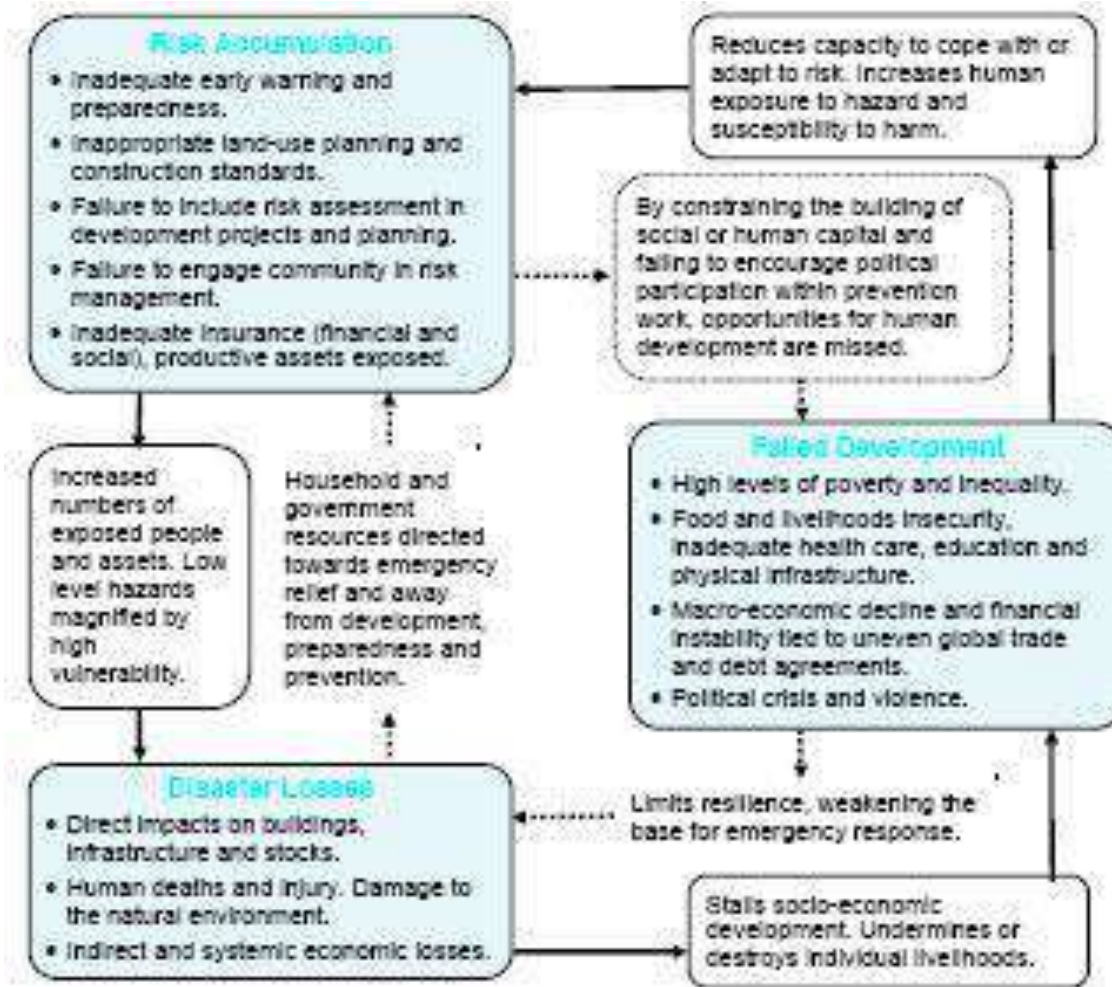 Risk Accumulation
• Inadequate early warning and
preparedness.
• Inappropriate land-use planning and
construction standards.
• Failure to include risk assessment in
development projects and planning.
• Failure to engage community in risk
management.
• Inadequate insurance (financial and
social), productive assets exposed.
Reduces capacity to cope with or
adapt to risk. Increases human
exposure to hazard and
susceptibility to harm.
By constraining the building of
social or human capital and
failing to encourage political
participation within prevention
work, opportunities for human
development are missed.
Increased
numbers of
exposed people
and assets. Low
level hazards
magnified by
high
vulnerability.
Household and
government
resources directed
towards emergency
relief and away
from development,
preparedness and
prevention.
Failed Development
• High levels of poverty and inequality.
• Food and livelihoods insecurity,
inadequate health care, education and
physical infrastructure.
• Macro-economic decline and financial
instability tied to uneven global trade
and debt agreements.
• Political crisis and violence.
Disaster Losses
• Direct impacts on buildings,
infrastructure and stocks.
• Human deaths and injury. Damage to
the natural environment.
• Indirect and systemic economic losses.
Limits resilience, weakening the
base for emergency response.
Stalls socio-economic
development. Undermines or
destroys individual livelihoods.